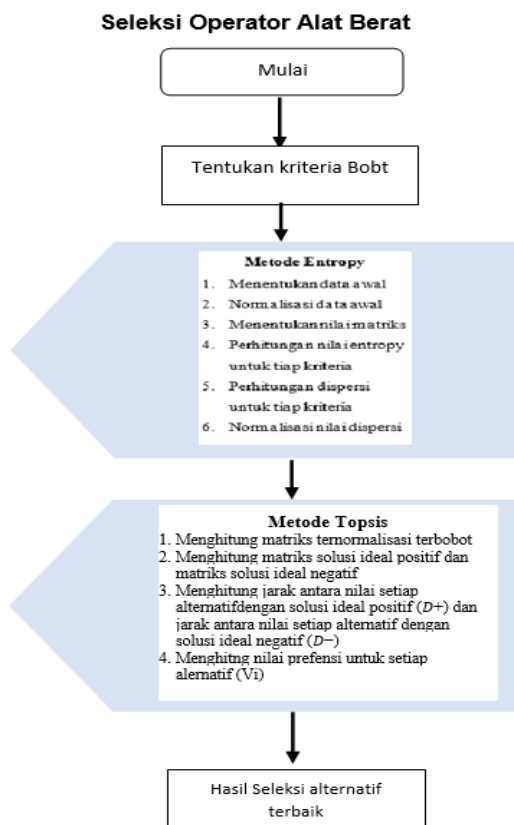 Seleksi Operator Alat Berat
Mulai
Tentukan kriteria Bobt
Metode Entropy
1. Menentukan data awal
2. Normalisasi data awal
3. Menentukan nilai matriks
4. Perhitungan nilai entropy
untuk tiap kriteria
5. Perhitungan dispersi
untuk tiap kriteria
6. Normalisasi nilai dispersi
Metode Topsis
1. Menghitung matriks ternormalisasi terbobot
2. Menghitung matriks solusi ideal positif dan
matriks solusi ideal negatif
3. Menghitung jarak antara nilai setiap
alternatifdengan solusi ideal positif (D+) dan
jarak antara nilai setiap alternatif dengan
solusi ideal negatif (D−)
4. Menghitng nilai prefensi untuk setiap
alernatif (Vi)
Hasil Seleksi alternatif
terbaik